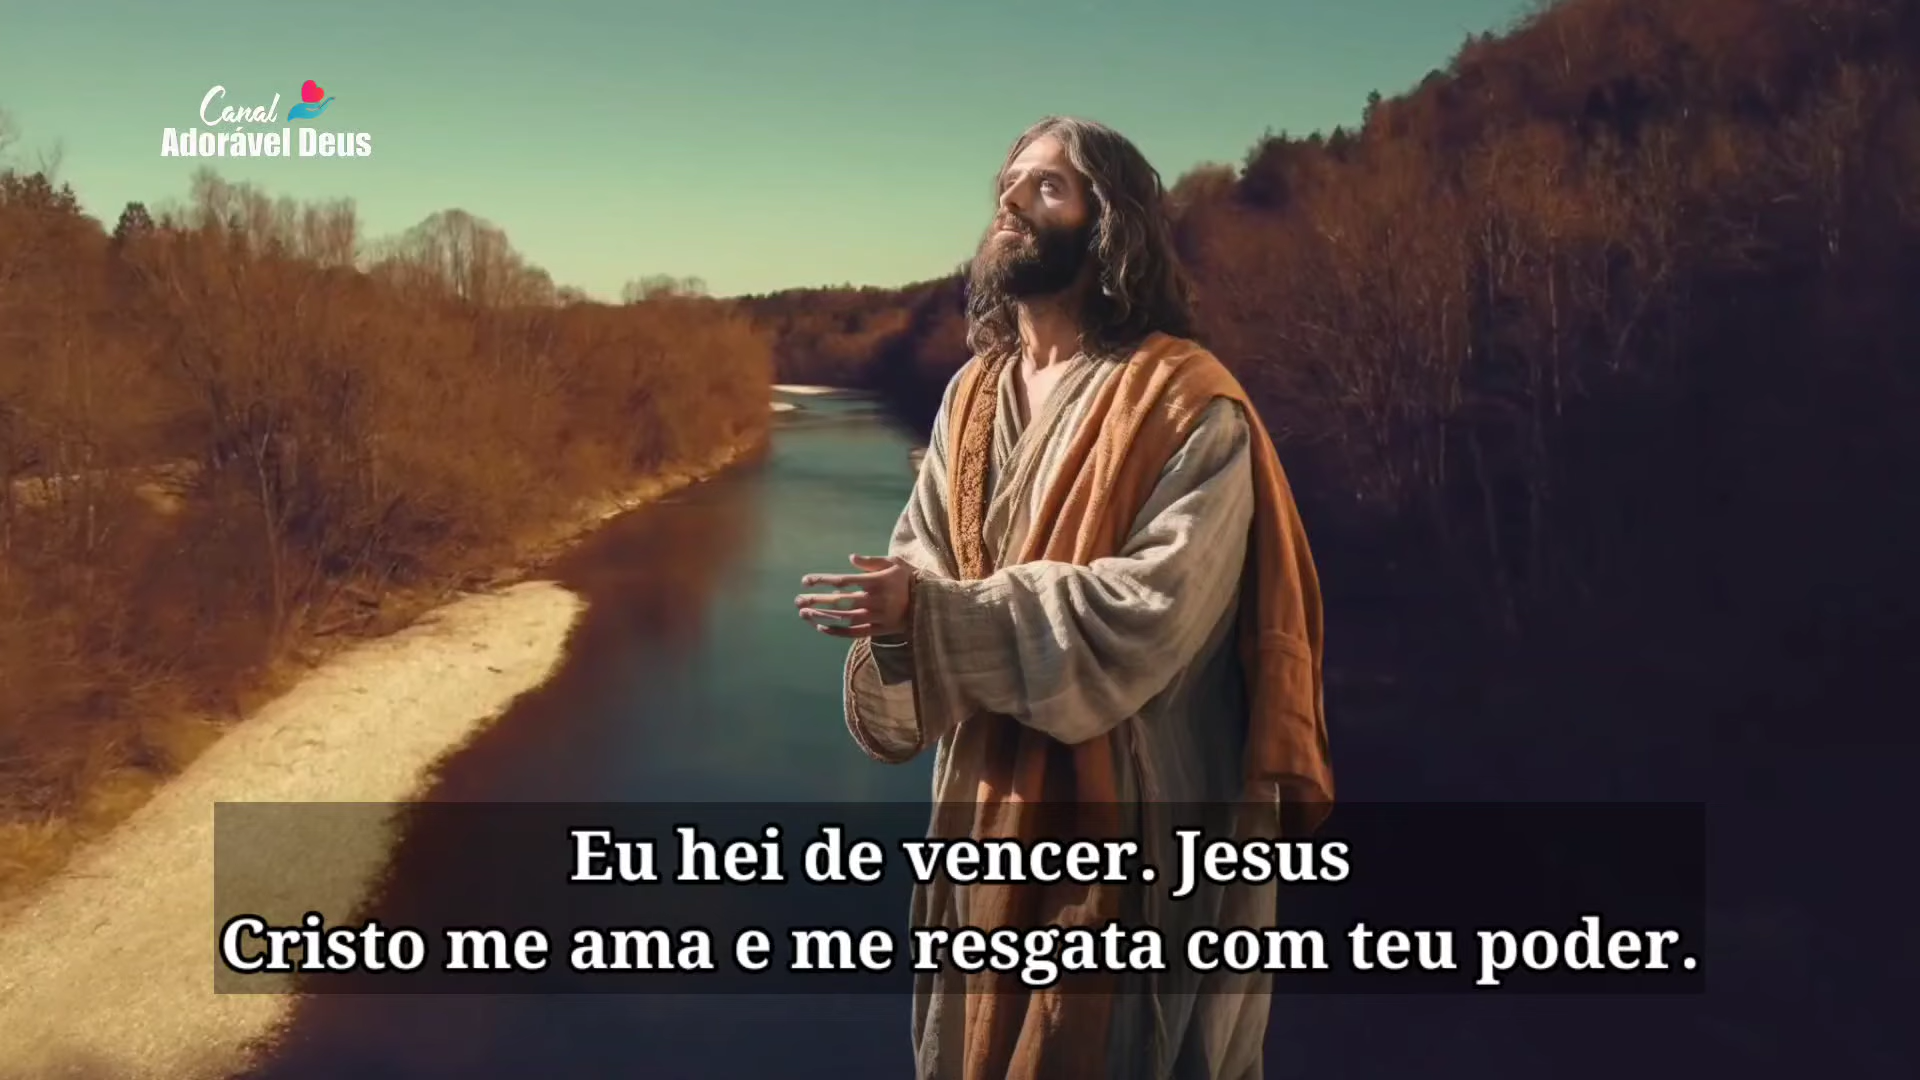 Canal
Adorável Deus
Eu hei de vencer. Jesus
Cristo me ama e me resgata com teu poder.